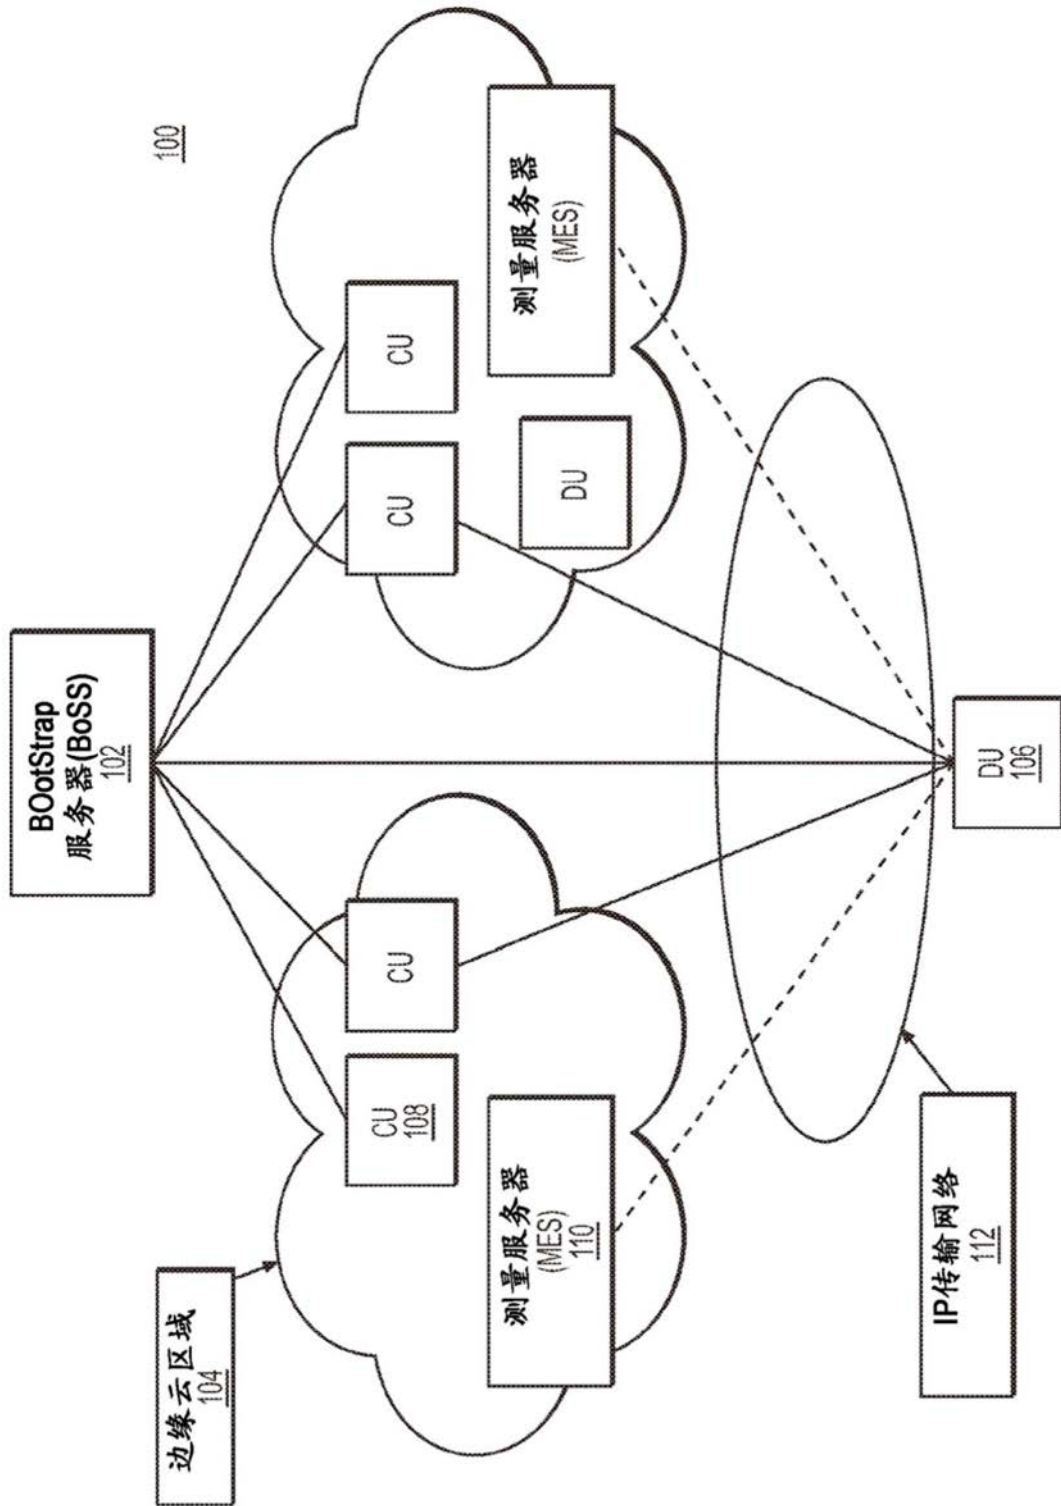 100
BOotStrap
服务器(BoSS)
102
边缘云区域
104
CU
108
CU
CU
CU
测量服务器
(MES)
110
DU
测量服务器
(MES)
IP传输网络
112
DU
106